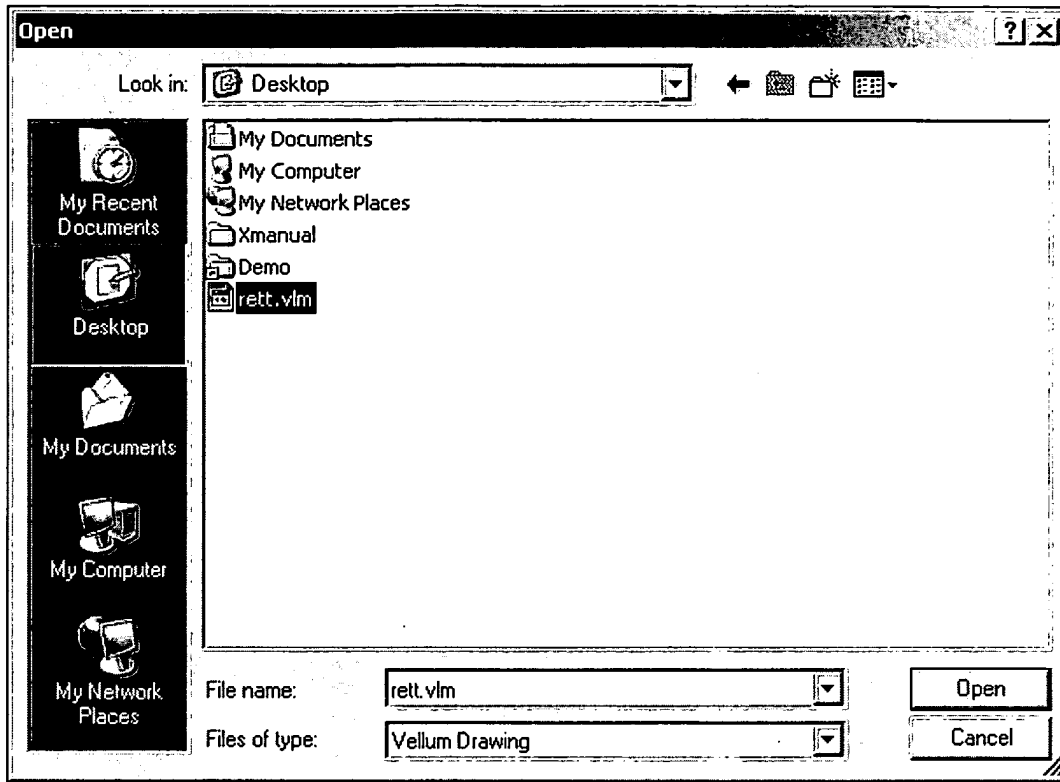 Open
Look in: Desktop
My Documents
My Computer
My Network Places
Xmanual
Demo
rett.vlm
My Recent
Documents
Desktop
My Documents
My Computer
My Network
Places
File name: rett.vlm Open
Files of type: Vellum Drawing Cancel